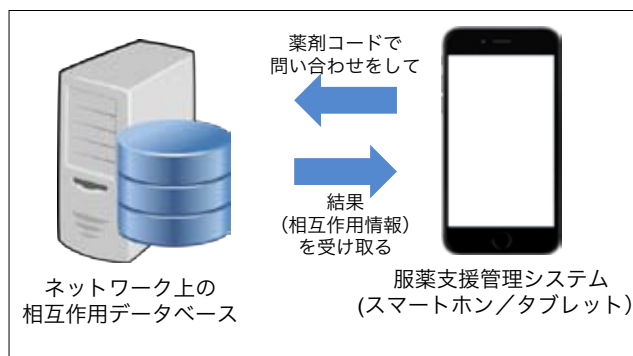 薬剤コードで
問い合わせをして
結果
（相互作用情報）
を受け取る
ネットワーク上の
相互作用データベース
服薬支援管理システム
(スマートホン／タブレット）